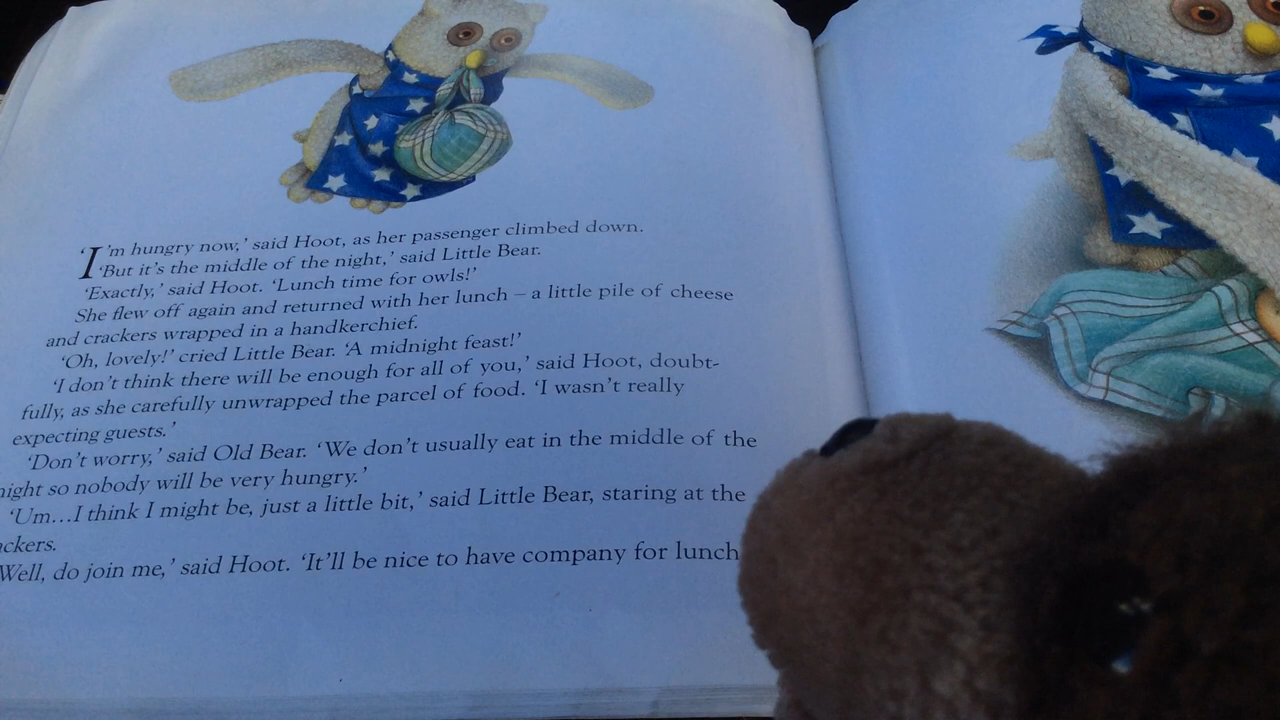 ‘I’m hungry now,’ said Hoot, as her passenger climbed down.
‘But it’s the middle of the night,’ said Little Bear.
‘Exactly,’ said Hoot. ‘Lunch time for owls!’
She flew off again and returned with her lunch – a little pile of cheese
and crackers wrapped in a handkerchief.
‘Oh, lovely!’ cried Little Bear. ‘A midnight feast!’
‘I don’t think there will be enough for all of you,’ said Hoot, doubt-
fully, as she carefully unwrapped the parcel of food. ‘I wasn’t really
expecting guests.’
‘Don’t worry,’ said Old Bear. ‘We don’t usually eat in the middle of the
night so nobody will be very hungry.’
‘Um...I think I might be, just a little bit,’ said Little Bear, staring at the
ackers.
Well, do join me,’ said Hoot. ‘It’ll be nice to have company for lunch